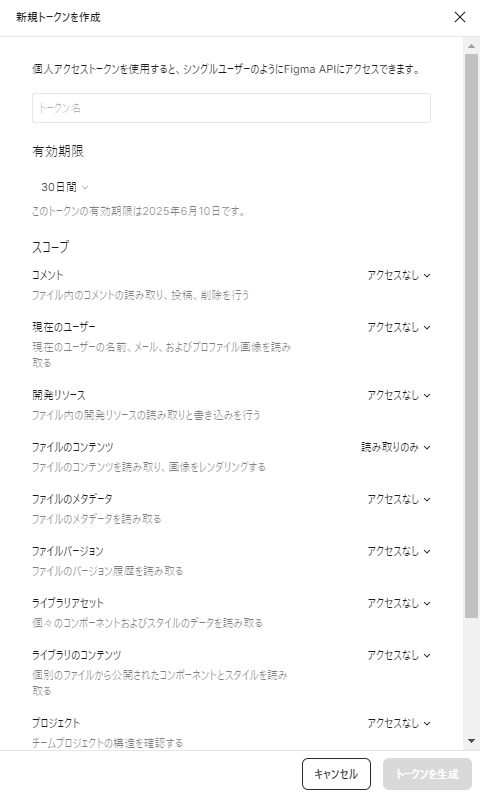 新規トークンを作成
個人アクセストークンを使用すると、シングルユーザーのようにFigma APIにアクセスできます。
トークン名
有効期限
30日間
このトークンの有効期限は2025年6月10日です。
スコープ
コメント アクセスなし
ファイル内のコメントの読み取り、投稿、削除を行う
現在のユーザー アクセスなし
現在のユーザーの名前、メール、およびプロファイル画像を読み
取る
開発リソース アクセスなし
ファイル内の開発リソースの読み取りと書き込みを行う
ファイルのコンテンツ 読み取りのみ
ファイルのコンテンツを読み取り、画像をレンダリングする
ファイルのメタデータ アクセスなし
ファイルのメタデータを読み取る
ファイルバージョン アクセスなし
ファイルのバージョン履歴を読み取る
ライブラリアセット アクセスなし
個々のコンポーネントおよびスタイルのデータを読み取る
ライブラリのコンテンツ アクセスなし
個別のファイルから公開されたコンポーネントとスタイルを読み
取る
プロジェクト アクセスなし
チームプロジェクトの構造を確認する
キャンセル トークンを生成